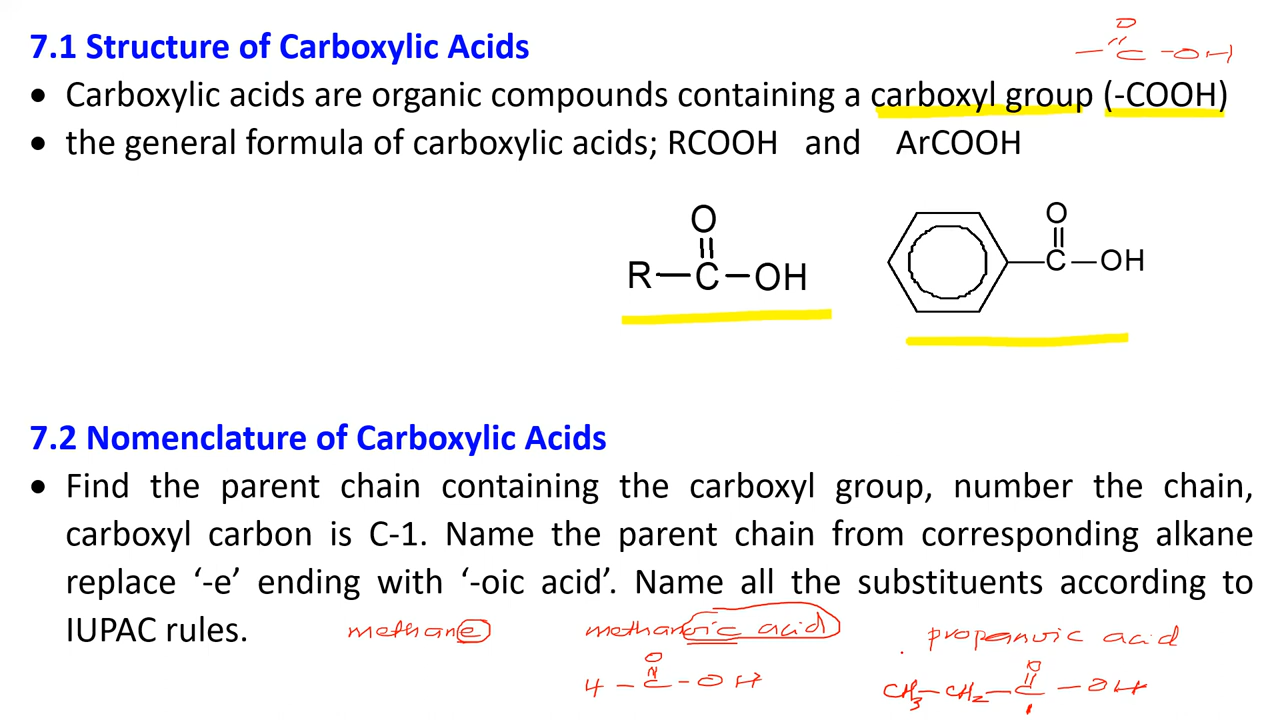 7.1 Structure of Carboxylic Acids
O
– C – OH
• Carboxylic acids are organic compounds containing a carboxyl group (-COOH)
• the general formula of carboxylic acids; RCOOH and ArCOOH
O
R–C–OH
O
C–OH
7.2 Nomenclature of Carboxylic Acids
• Find the parent chain containing the carboxyl group, number the chain,
carboxyl carbon is C-1. Name the parent chain from corresponding alkane
replace ‘-e’ ending with ‘-oic acid’. Name all the substituents according to
IUPAC rules.
methane methanoic acid propanoic acid
O
H – C – OH
O
CH3–CH2–C–OH
1